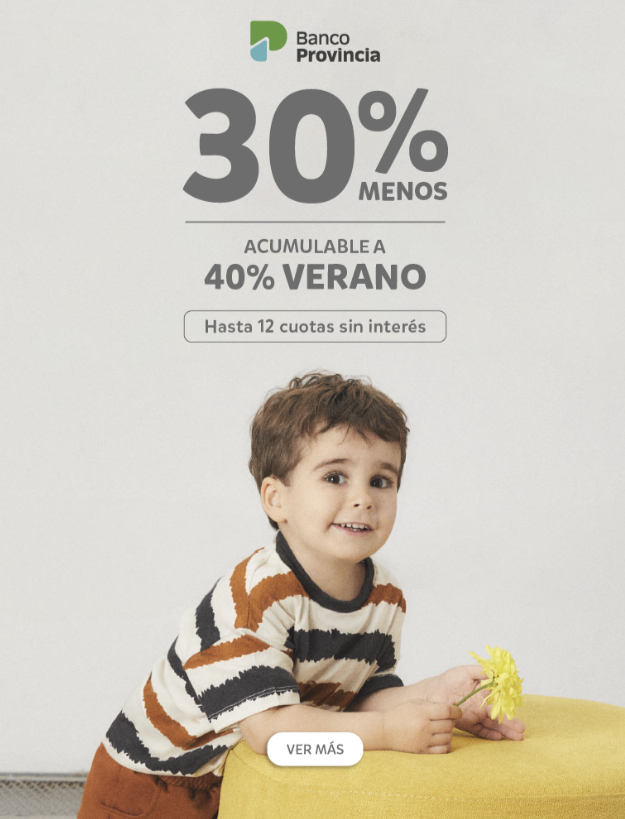 Banco
Provincia
30%
MENOS
ACUMULABLE A
40% VERANO
Hasta 12 cuotas sin interés
VER MÁS